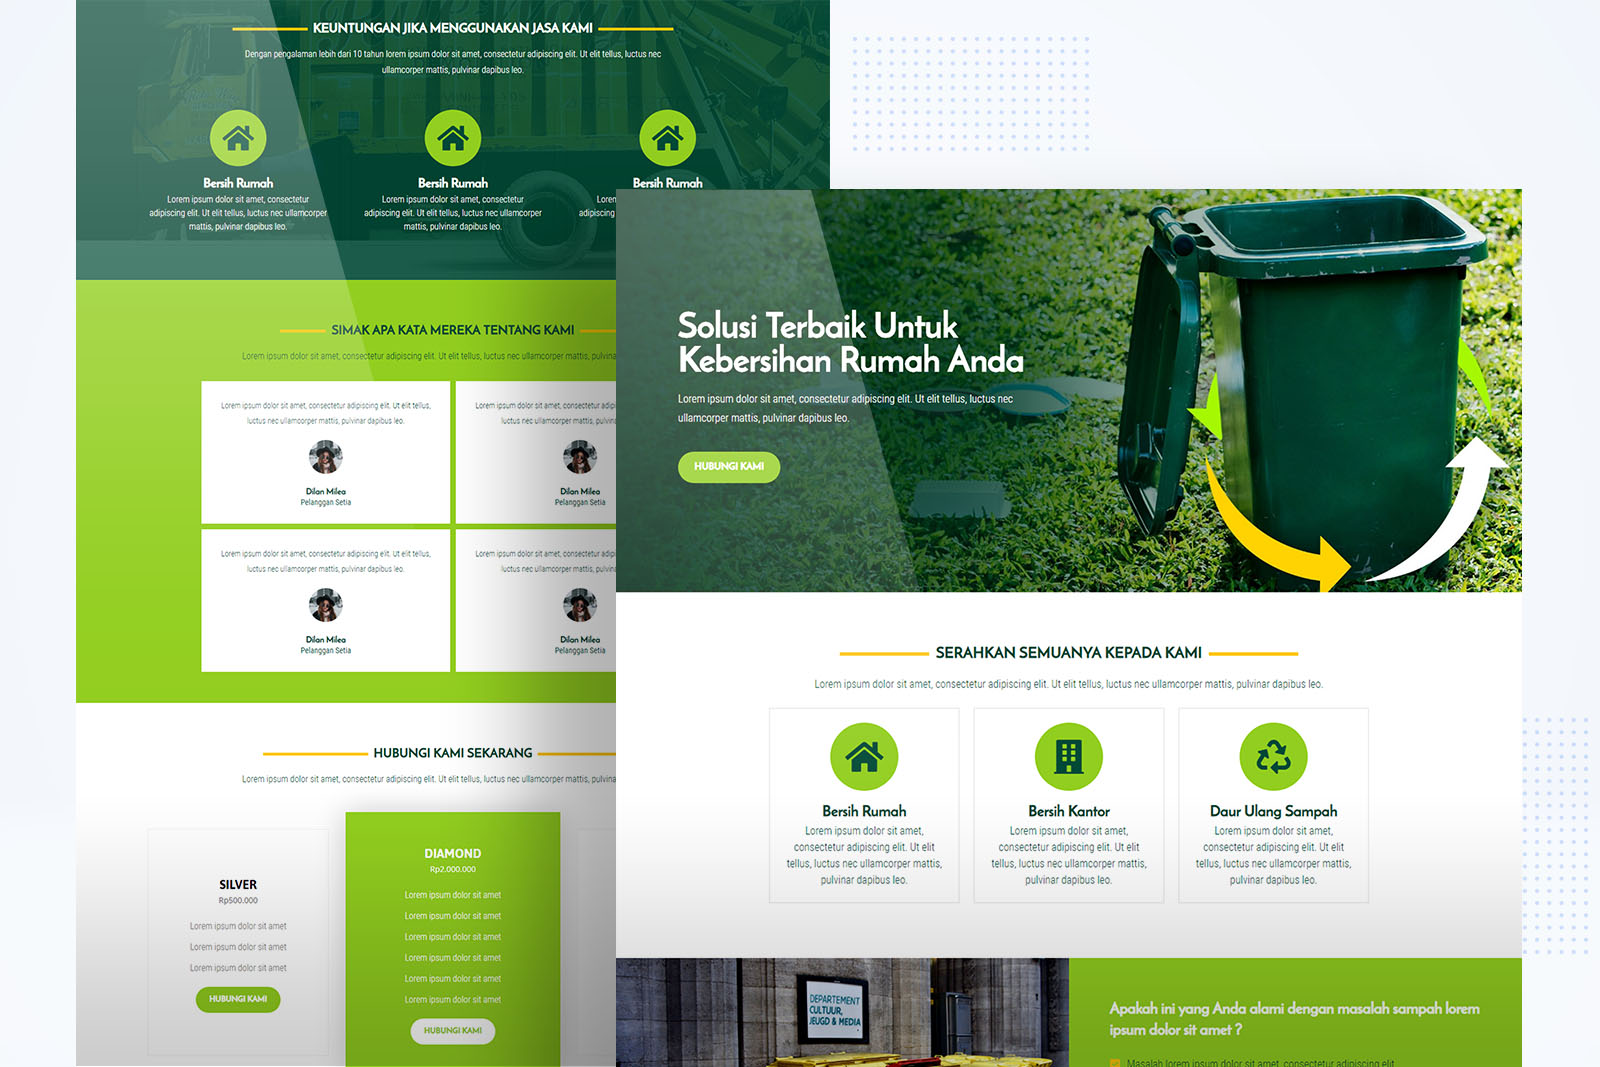 KEUNTUNGAN JIKA MENGGUNAKAN JASA KAMI
Dengan pengalaman lebih dari 10 tahun lorem ipsum dolor sit amet, consectetur adipiscing elit. Ut elit tellus, luctus nec
ullamcorper mattis, pulvinar dapibus leo.
Bersih Rumah
Lorem ipsum dolor sit amet, consectetur
adipiscing elit. Ut elit tellus, luctus nec ullamcorper
mattis, pulvinar dapibus leo.
Bersih Rumah
Lorem ipsum dolor sit amet, consectetur
adipiscing elit. Ut elit tellus, luctus nec ullamcorper
mattis, pulvinar dapibus leo.
Bersih Rumah
adipiscing
SIMAK APA KATA MEREKA TENTANG KAMI
Lorem ipsum dolor sit amet, consectetur adipiscing elit. Ut elit tellus, luctus nec ullamcorper mattis,
Lorem ipsum dolor sit amet, consectetur adipiscing elit. Ut elit tellus,
luctus nec ullamcorper mattis, pulvinar dapibus leo.
Dilan Milea
Pelanggan Setia
Lorem ipsum dolor sit amet, consectetur adipiscing
luctus nec ullamcorper mattis, pulvinar dapibus leo.
Dilan Milea
Pelanggan Setia
Lorem ipsum dolor sit amet, consectetur adipiscing elit. Ut elit tellus,
luctus nec ullamcorper mattis, pulvinar dapibus leo.
Dilan Milea
Pelanggan Setia
Lorem ipsum dolor sit amet, consectetur adipiscing
luctus nec ullamcorper mattis, pulvinar dapibus leo.
Dilan Milea
Pelanggan Setia
HUBUNGI KAMI SEKARANG
Lorem ipsum dolor sit amet, consectetur adipiscing elit. Ut elit tellus, luctus nec ullamcorper mattis,
SILVER
Rp500.000
Lorem ipsum dolor sit amet
Lorem ipsum dolor sit amet
Lorem ipsum dolor sit amet
HUBUNGI KAMI
DIAMOND
Rp2.000.000
Lorem ipsum dolor sit amet
Lorem ipsum dolor sit amet
Lorem ipsum dolor sit amet
Lorem ipsum dolor sit amet
Lorem ipsum dolor sit amet
Lorem ipsum dolor sit amet
HUBUNGI KAMI
Solusi Terbaik Untuk
Kebersihan Rumah Anda
Lorem ipsum dolor sit amet, consectetur adipiscing elit. Ut elit tellus, luctus nec
ullamcorper mattis, pulvinar dapibus leo.
HUBUNGI KAMI
SERAHKAN SEMUANYA KEPADA KAMI
Lorem ipsum dolor sit amet, consectetur adipiscing elit. Ut elit tellus, luctus nec ullamcorper mattis, pulvinar dapibus leo.
Bersih Rumah
Lorem ipsum dolor sit amet,
consectetur adipiscing elit. Ut elit
tellus, luctus nec ullamcorper mattis,
pulvinar dapibus leo.
Bersih Kantor
Lorem ipsum dolor sit amet,
consectetur adipiscing elit. Ut elit
tellus, luctus nec ullamcorper mattis,
pulvinar dapibus leo.
Daur Ulang Sampah
Lorem ipsum dolor sit amet,
consectetur adipiscing elit. Ut elit
tellus, luctus nec ullamcorper mattis,
pulvinar dapibus leo.
DEPARTEMENT
CULTUUR,
JEUGD & MEDIA
Apakah ini yang Anda alami dengan masalah sampah lorem
ipsum dolor sit amet ?
Masalah lorem ipsum dolor sit amet, consectetur adipiscing elit